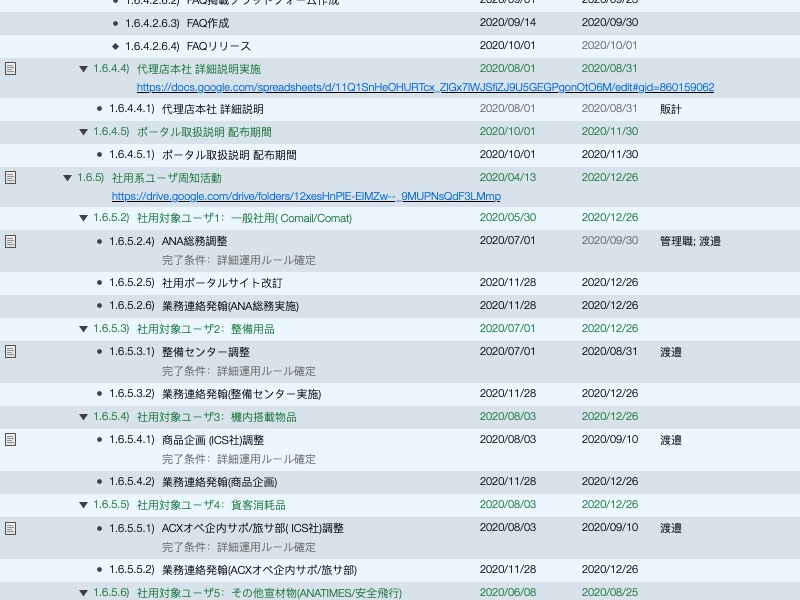 1.6.4.2.6.2) FAQ掲載プラットフォーム作成 2020/09/01 2020/09/25
1.6.4.2.6.3) FAQ作成 2020/09/14 2020/09/30
1.6.4.2.6.4) FAQリリース 2020/10/01 2020/10/01
1.6.4.4) 代理店本社 詳細説明実施 2020/08/01 2020/08/31
https://docs.google.com/spreadsheets/d/11Q1SnHeOHURTcx_ZlGx7lWJSfiZJ9U5GEGPgonOtO6M/edit#gid=860159062
1.6.4.4.1) 代理店本社 詳細説明 2020/08/01 2020/08/31 販計
1.6.4.5) ポータル取扱説明 配布期間 2020/10/01 2020/11/30
1.6.4.5.1) ポータル取扱説明 配布期間 2020/10/01 2020/11/30
1.6.5) 社用系ユーザ周知活動 2020/04/13 2020/12/26
https://drive.google.com/drive/folders/12xesHnPlE-ElMZw--_9MUPNsQdF3LMmp
1.6.5.2) 社用対象ユーザ1: 一般社用( Comail/Comat) 2020/05/30 2020/12/26
1.6.5.2.4) ANA総務調整 2020/07/01 2020/09/30 管理職; 渡邉
完了条件: 詳細運用ルール確定
1.6.5.2.5) 社用ポータルサイト改訂 2020/11/28 2020/12/26
1.6.5.2.6) 業務連絡発翰(ANA総務実施) 2020/11/28 2020/12/26
1.6.5.3) 社用対象ユーザ2: 整備用品 2020/07/01 2020/12/26
1.6.5.3.1) 整備センター調整 2020/07/01 2020/08/31 渡邉
完了条件: 詳細運用ルール確定
1.6.5.3.2) 業務連絡発翰(整備センター実施) 2020/11/28 2020/12/26
1.6.5.4) 社用対象ユーザ3: 機内搭載物品 2020/08/03 2020/12/26
1.6.5.4.1) 商品企画 (ICS社)調整 2020/08/03 2020/09/10 渡邉
完了条件: 詳細運用ルール確定
1.6.5.4.2) 業務連絡発翰(商品企画) 2020/11/28 2020/12/26
1.6.5.5) 社用対象ユーザ4: 貨客消耗品 2020/08/03 2020/12/26
1.6.5.5.1) ACXオペ企内サポ/旅サ部( ICS社)調整 2020/08/03 2020/09/10 渡邉
完了条件: 詳細運用ルール確定
1.6.5.5.2) 業務連絡発翰(ACXオペ企内サポ/旅サ部) 2020/11/28 2020/12/26
1.6.5.6) 社用対象ユーザ5: その他宣材物(ANATIMES/安全飛行) 2020/06/08 2020/08/25